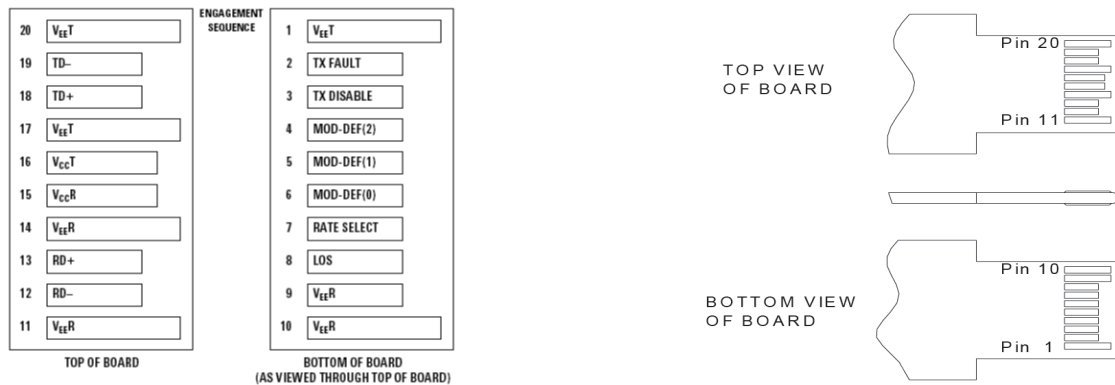 ENGAGEMENT
SEQUENCE
20 VEET
19 TD–
18 TD+
17 VEET
16 VCCT
15 VCCR
14 VEER
13 RD+
12 RD–
11 VEER
TOP OF BOARD
1 VEET
2 TX FAULT
3 TX DISABLE
4 MOD-DEF(2)
5 MOD-DEF(1)
6 MOD-DEF(0)
7 RATE SELECT
8 LOS
9 VEER
10 VEER
BOTTOM OF BOARD
(AS VIEWED THROUGH TOP OF BOARD)
TOP VIEW
OF BOARD
Pin 20
Pin 11
BOTTOM VIEW
OF BOARD
Pin 10
Pin 1